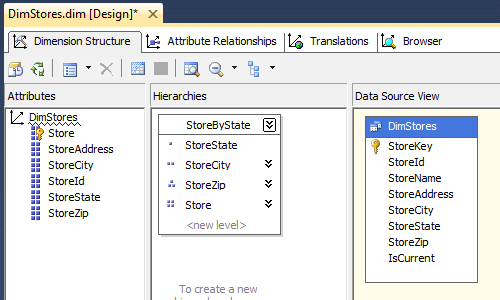 DimStores.dim [Design]*
Dimension Structure Attribute Relationships Translations Browser
Attributes
DimStores
Store
StoreAddress
StoreCity
StoreId
StoreState
StoreZip
Hierarchies
StoreByState
StoreState
StoreCity
StoreZip
Store
<new level>
To create a new
Data Source View
DimStores
StoreKey
StoreId
StoreName
StoreAddress
StoreCity
StoreState
StoreZip
IsCurrent